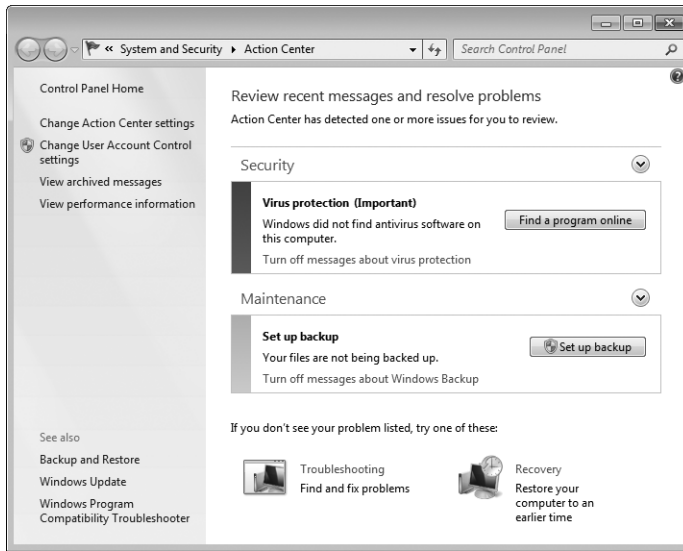 « System and Security ▸ Action Center
Search Control Panel
Control Panel Home
Change Action Center settings
Change User Account Control
settings
View archived messages
View performance information
See also
Backup and Restore
Windows Update
Windows Program
Compatibility Troubleshooter
Review recent messages and resolve problems
Action Center has detected one or more issues for you to review.
Security
Virus protection (Important)
Windows did not find antivirus software on
this computer.
Find a program online
Turn off messages about virus protection
Maintenance
Set up backup
Your files are not being backed up.
Set up backup
Turn off messages about Windows Backup
If you don't see your problem listed, try one of these:
Troubleshooting
Find and fix problems
Recovery
Restore your
computer to an
earlier time